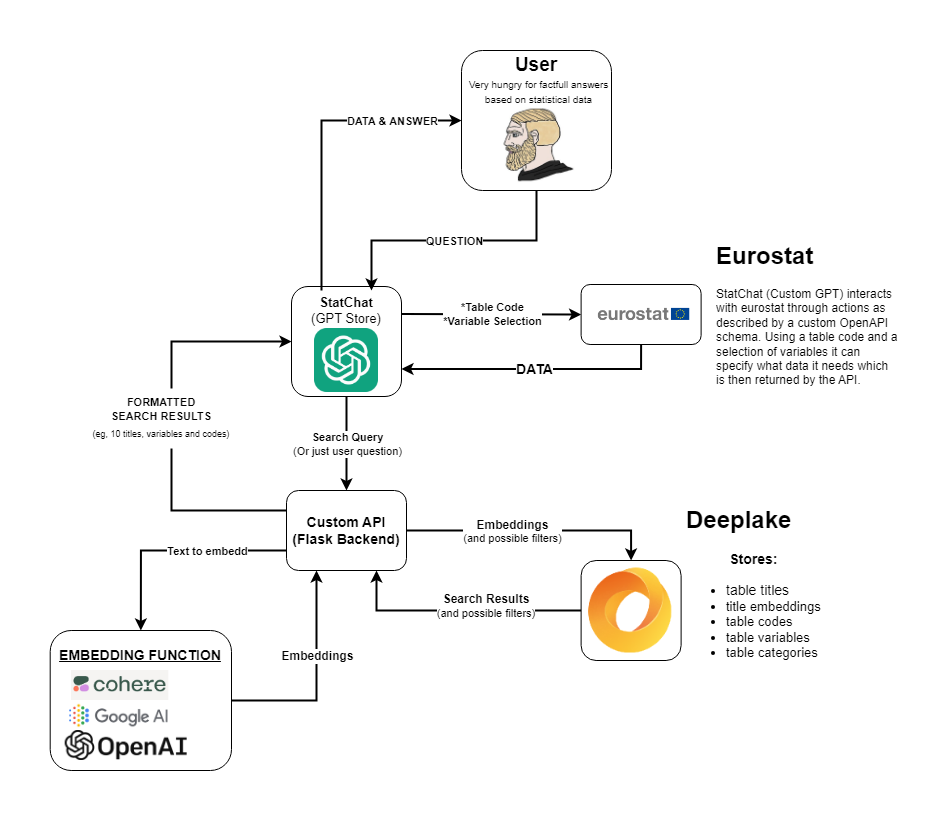 User
Very hungry for factfull answers
based on statistical data
DATA & ANSWER
QUESTION
Eurostat
StatChat
(GPT Store)
*Table Code
*Variable Selection
eurostat
StatChat (Custom GPT) interacts
with eurostat through actions as
described by a custom OpenAPI
schema. Using a table code and a
selection of variables it can
specify what data it needs which
is then returned by the API.
DATA
FORMATTED
SEARCH RESULTS
(eg, 10 titles, variables and codes)
Search Query
(Or just user question)
Custom API
(Flask Backend)
Embeddings
(and possible filters)
Deeplake
Stores:
table titles
title embeddings
table codes
table variables
table categories
Text to embedd
Search Results
(and possible filters)
Embeddings
EMBEDDING FUNCTION
cohere
Google AI
OpenAI